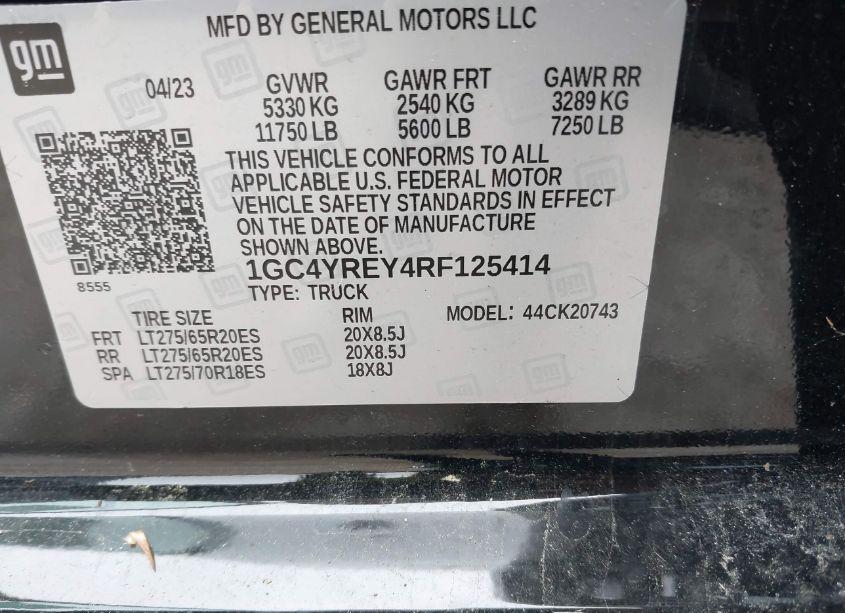 MFD BY GENERAL MOTORS LLC
gm
04/23 GVWR GAWR FRT GAWR RR
5330 KG 2540 KG 3289 KG
11750 LB 5600 LB 7250 LB
THIS VEHICLE CONFORMS TO ALL
APPLICABLE U.S. FEDERAL MOTOR
VEHICLE SAFETY STANDARDS IN EFFECT
ON THE DATE OF MANUFACTURE
SHOWN ABOVE.
1GC4YREY4RF125414
8555
TYPE: TRUCK
TIRE SIZE RIM MODEL: 44CK20743
FRT LT275/65R20ES 20X8.5J
RR LT275/65R20ES 20X8.5J
SPA LT275/70R18ES 18X8J